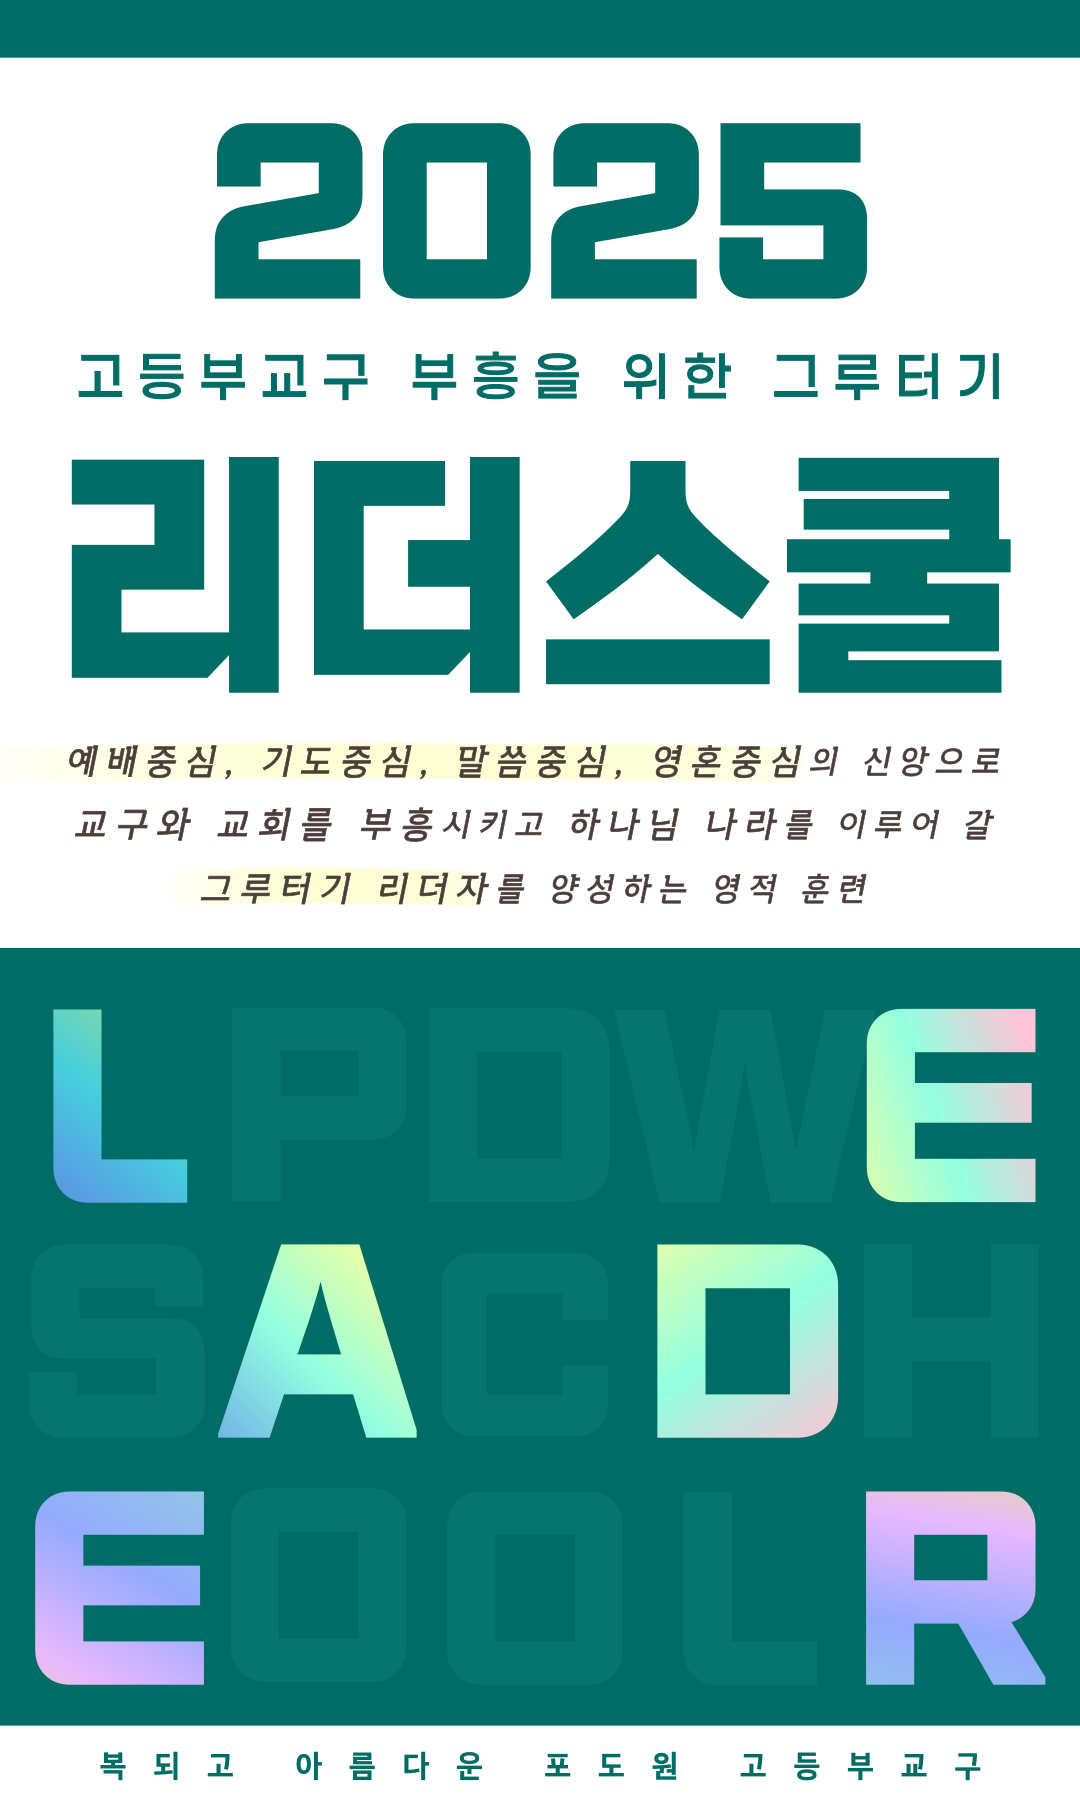 2025
고등부교구 부흥을 위한 그루터기
리더스쿨
예배중심, 기도중심, 말씀중심, 영혼중심의 신앙으로
교구와 교회를 부흥시키고 하나님 나라를 이루어 갈
그루터기 리더자를 양성하는 영적 훈련
LPOWE
SACDH
EOOLR
복되고 아름다운 포도원 고등부교구